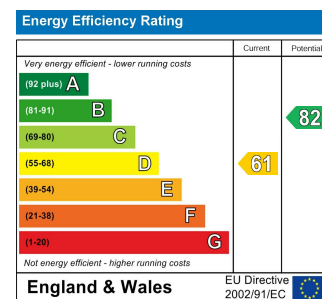 Energy Efficiency Rating
Current Potential
Very energy efficient - lower running costs
(92 plus) A
(81-91) B
82
(69-80) C
(55-68) D
61
(39-54) E
(21-38) F
(1-20) G
Not energy efficient - higher running costs
England & Wales
EU Directive
2002/91/EC